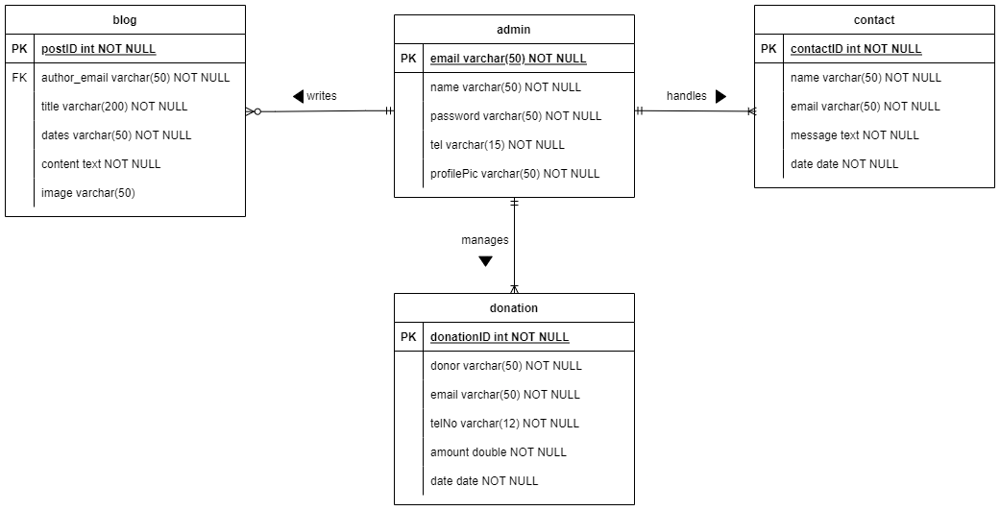 blog
PK postID int NOT NULL
FK author_email varchar(50) NOT NULL
title varchar(200) NOT NULL
dates varchar(50) NOT NULL
content text NOT NULL
image varchar(50)
writes
admin
PK email varchar(50) NOT NULL
name varchar(50) NOT NULL
password varchar(50) NOT NULL
tel varchar(15) NOT NULL
profilePic varchar(50) NOT NULL
handles
contact
PK contactID int NOT NULL
name varchar(50) NOT NULL
email varchar(50) NOT NULL
message text NOT NULL
date date NOT NULL
manages
donation
PK donationID int NOT NULL
donor varchar(50) NOT NULL
email varchar(50) NOT NULL
telNo varchar(12) NOT NULL
amount double NOT NULL
date date NOT NULL